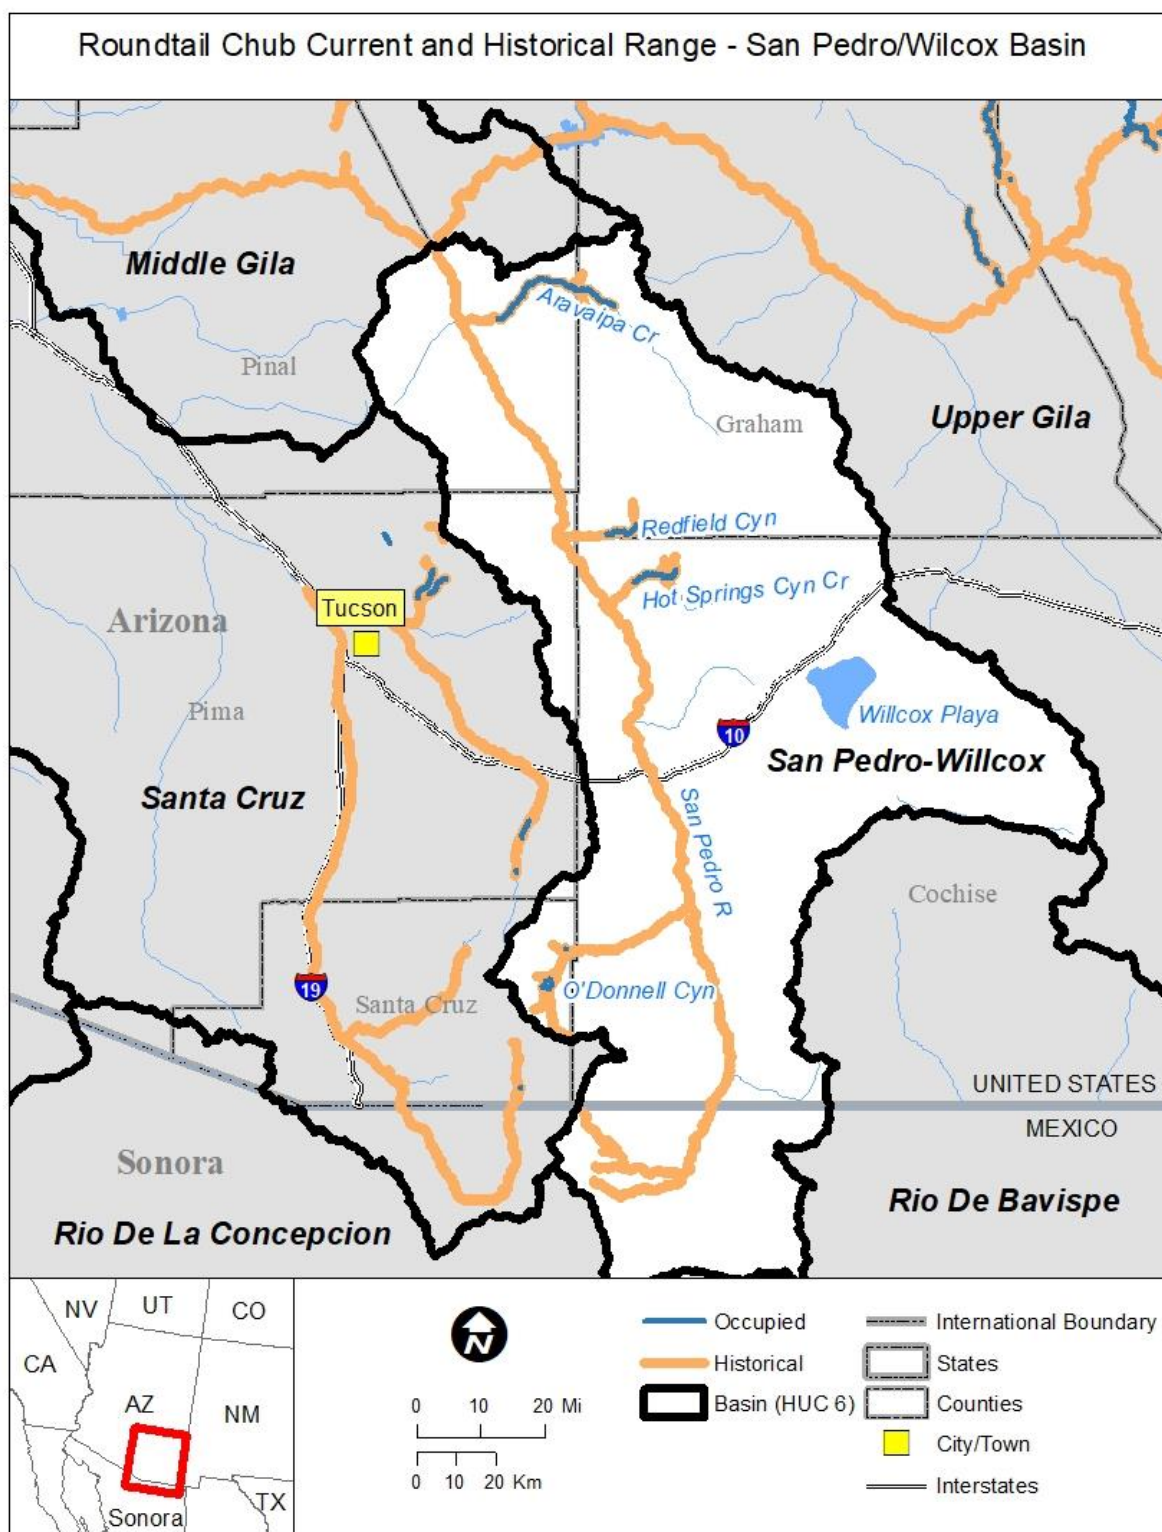 Roundtail Chub Current and Historical Range - San Pedro/Wilcox Basin
Middle Gila
Aravaipa Cr
Pinal
Graham
Upper Gila
Redfield Cyn
Hot Springs Cyn Cr
Tucson
Arizona
Pima
Willcox Playa
10
San Pedro-Willcox
Santa Cruz
San Pedro R
Cochise
O'Donnell Cyn
19
Santa Cruz
UNITED STATES
MEXICO
Sonora
Rio De Bavispe
Rio De La Concepcion
NV
UT
CO
CA
AZ
NM
TX
Sonora
N
0 10 20 Mi
0 10 20 Km
Occupied
Historical
Basin (HUC 6)
International Boundary
States
Counties
City/Town
Interstates